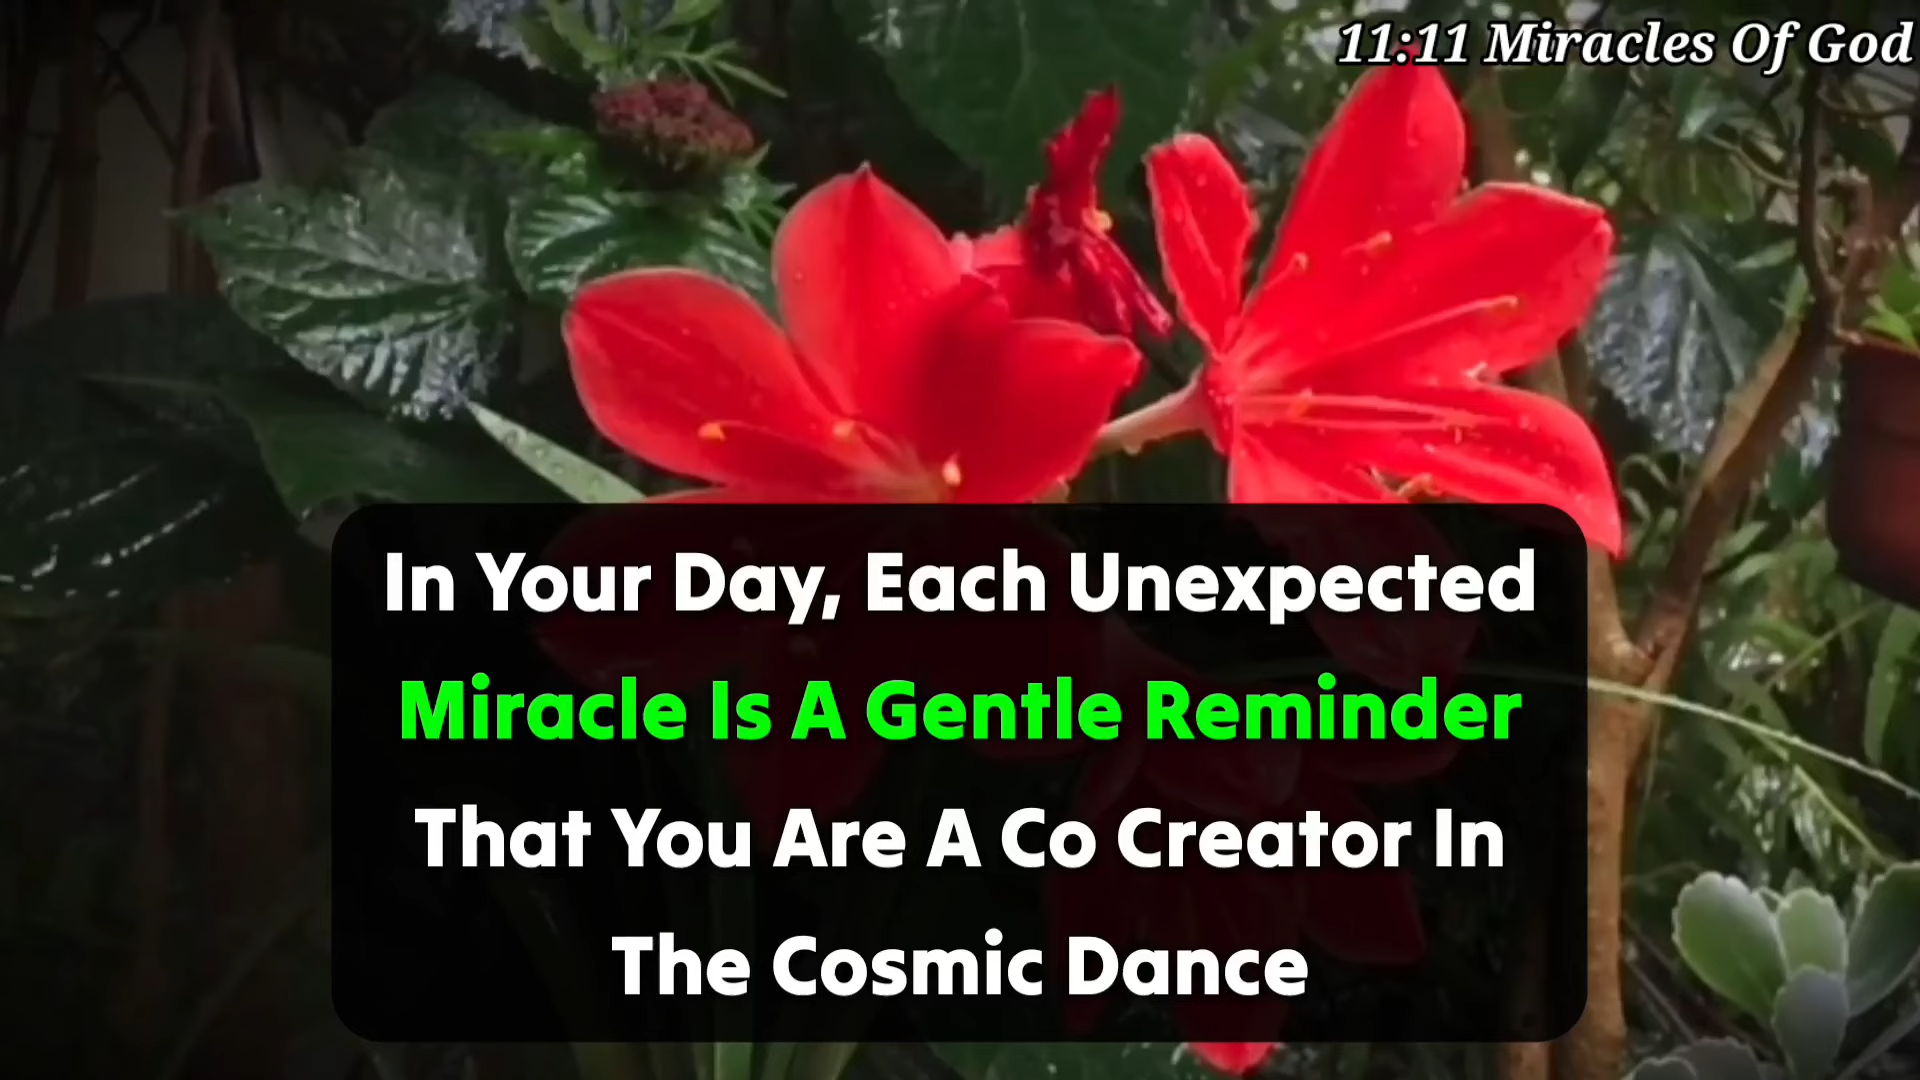 11:11 Miracles Of God
In Your Day, Each Unexpected
Miracle Is A Gentle Reminder
That You Are A Co Creator In
The Cosmic Dance